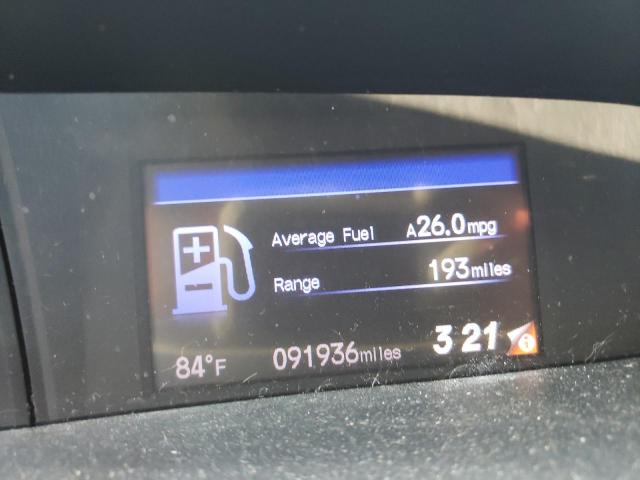 Average Fuel A26.0mpg
Range 193miles
84°F 091936miles 3 21 i